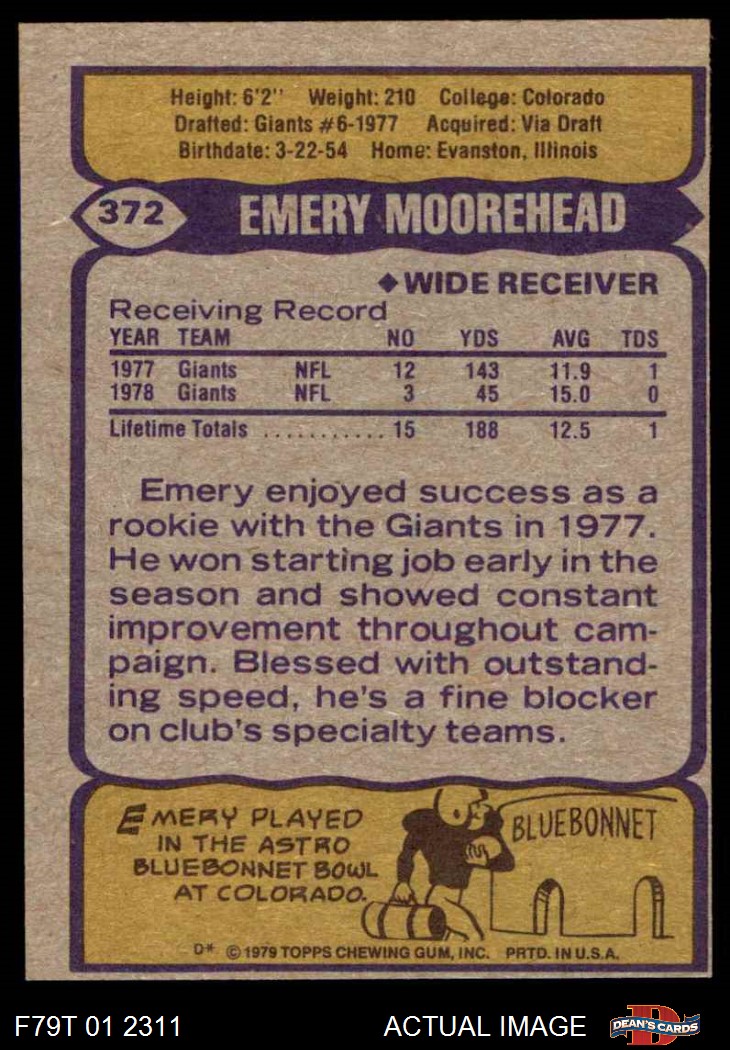 Height: 6'2'' Weight: 210 College: Colorado
Drafted: Giants #6-1977 Acquired: Via Draft
Birthdate: 3-22-54 Home: Evanston, Illinois
372 EMERY MOOREHEAD
◆WIDE RECEIVER
Receiving Record
YEAR TEAM NO YDS AVG TDS
1977 Giants NFL 12 143 11.9 1
1978 Giants NFL 3 45 15.0 0
Lifetime Totals ........... 15 188 12.5 1
Emery enjoyed success as a
rookie with the Giants in 1977.
He won starting job early in the
season and showed constant
improvement throughout cam-
paign. Blessed with outstand-
ing speed, he's a fine blocker
on club's specialty teams.
EMERY PLAYED
IN THE ASTRO
BLUEBONNET BOWL
AT COLORADO.
BLUEBONNET
D* © 1979 TOPPS CHEWING GUM, INC. PRTD. IN U.S.A.
F79T 01 2311 ACTUAL IMAGE
D
DEAN'S CARDS